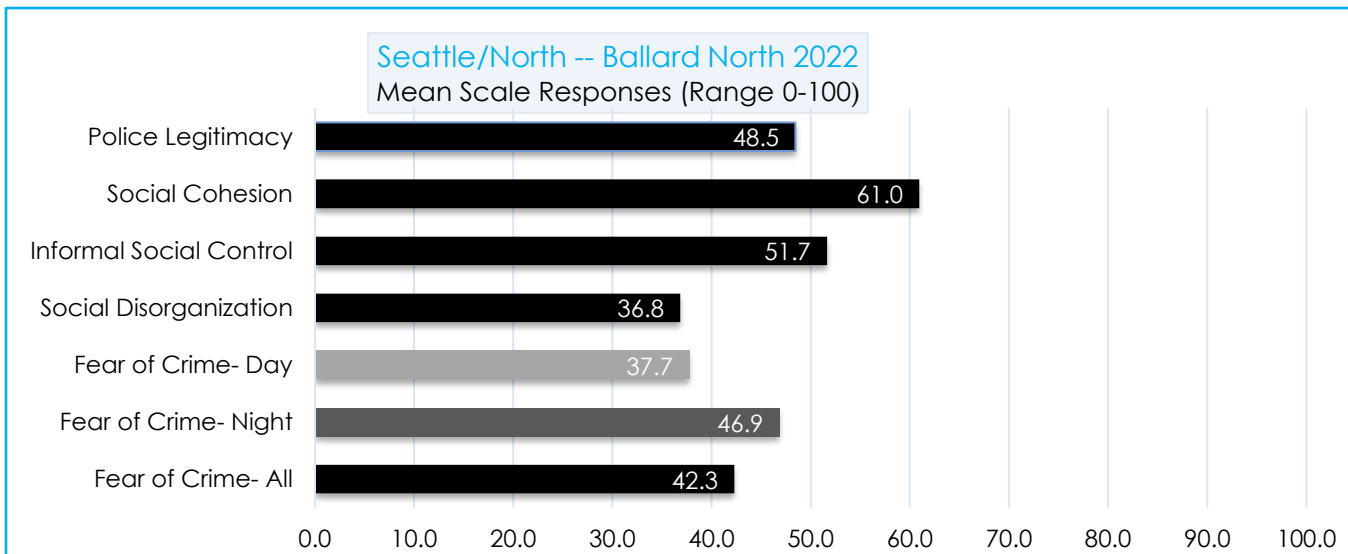 Seattle/North -- Ballard North 2022
Mean Scale Responses (Range 0-100)
Police Legitimacy 48.5
Social Cohesion 61.0
Informal Social Control 51.7
Social Disorganization 36.8
Fear of Crime- Day 37.7
Fear of Crime- Night 46.9
Fear of Crime- All 42.3
0.0 10.0 20.0 30.0 40.0 50.0 60.0 70.0 80.0 90.0 100.0